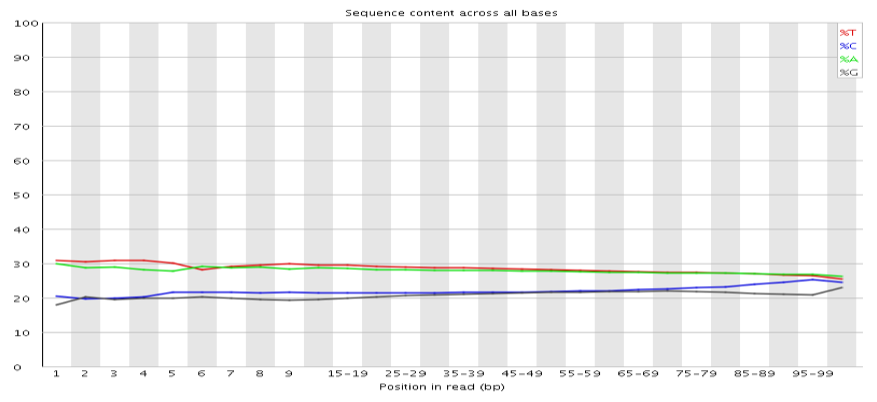 Sequence content across all bases
100
90
80
70
60
50
40
30
20
10
0
%T
%C
%A
%G
1 2 3 4 5 6 7 8 9 15-19 25-29 35-39 45-49 55-59 65-69 75-79 85-89 95-99
Position in read (bp)